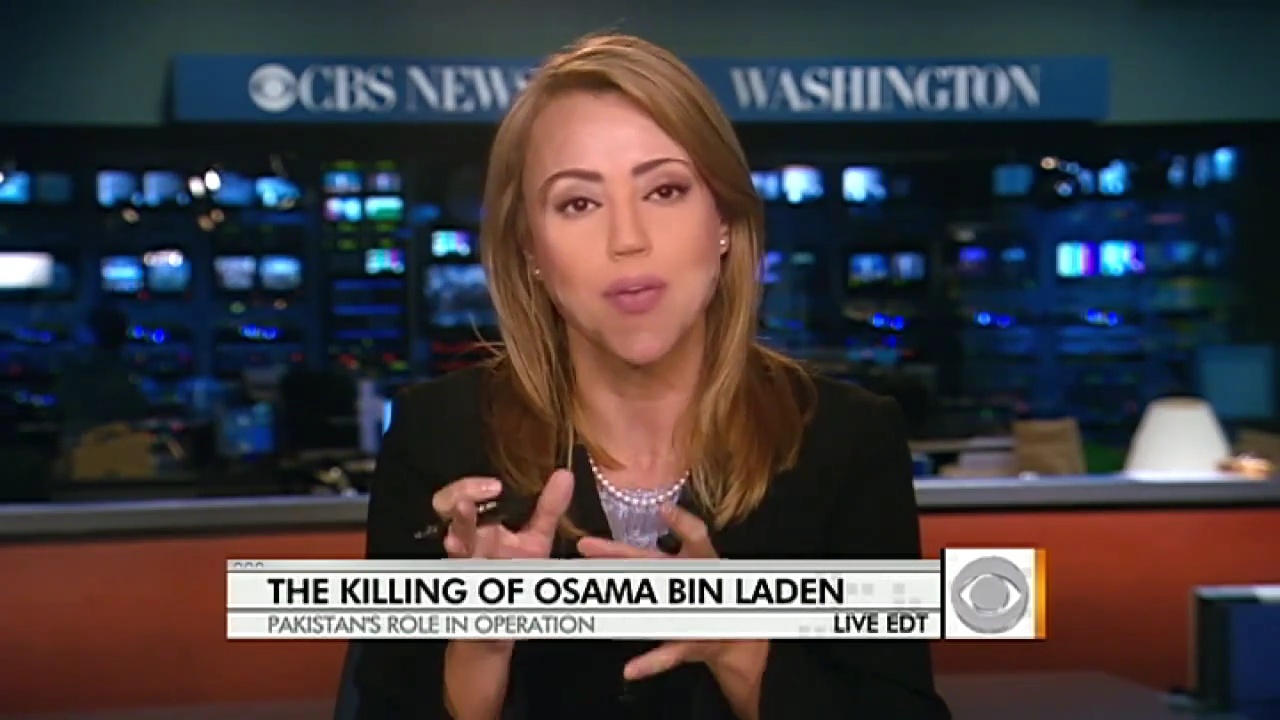 CBS NEWS WASHINGTON
THE KILLING OF OSAMA BIN LADEN
PAKISTAN'S ROLE IN OPERATION LIVE EDT